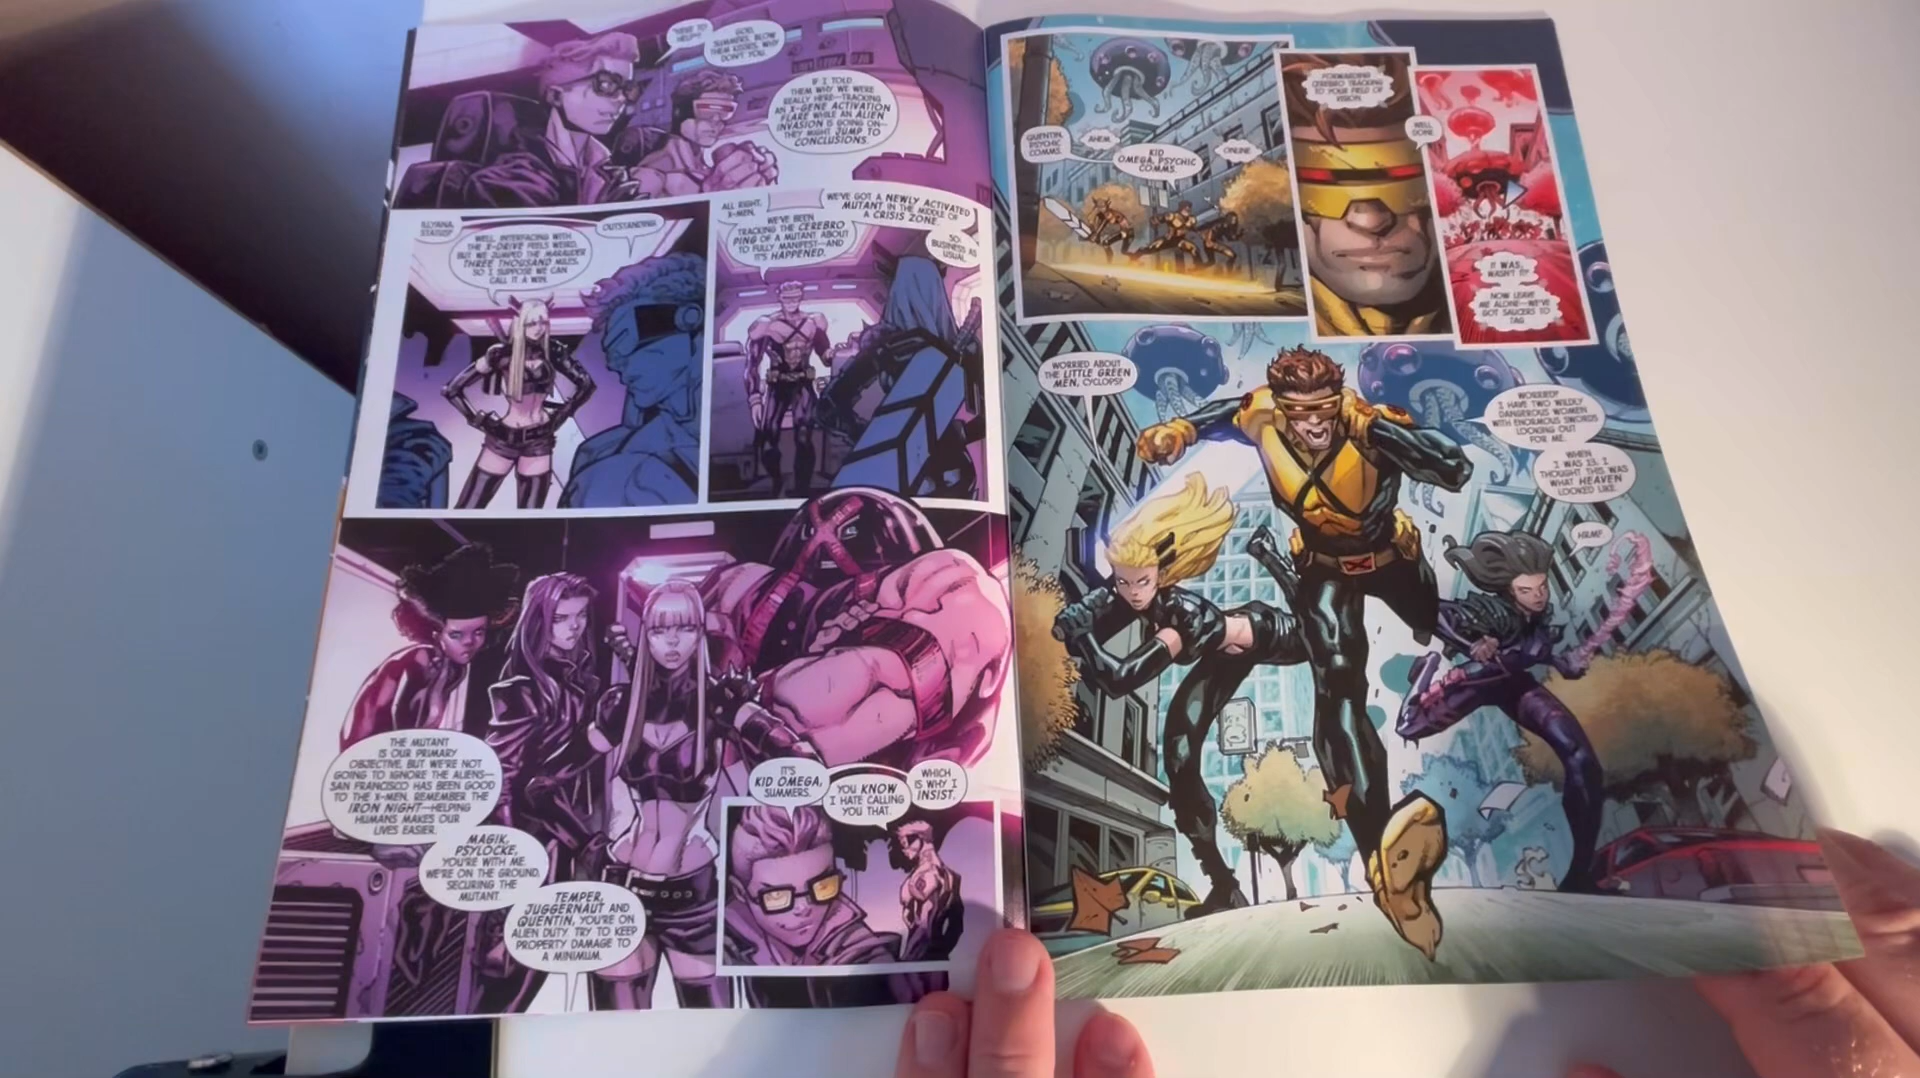 "HERE TO
HELP"?
GOD,
SUMMERS, BLOW
THEM KISSES, WHY
DON'T YOU.
IF I TOLD
THEM WHY WE WERE
REALLY HERE—TRACKING
AN X-GENE ACTIVATION
FLARE WHILE AN ALIEN
INVASION IS GOING ON—
THEY MIGHT JUMP TO
CONCLUSIONS.
ILLYANA,
STATUS?
WELL, INTERFACING WITH
THE X-DRIVE FEELS WEIRD,
BUT WE JUMPED THE MARAUDER
THREE THOUSAND MILES,
SO I SUPPOSE WE CAN
CALL IT A WIN.
OUTSTANDING.
ALL RIGHT,
X-MEN.
WE'VE BEEN
TRACKING THE CEREBRO
PING OF A MUTANT ABOUT
TO FULLY MANIFEST—AND
IT'S HAPPENED.
WE'VE GOT A NEWLY ACTIVATED
MUTANT IN THE MIDDLE OF
A CRISIS ZONE.
SO:
BUSINESS AS
USUAL.
THE MUTANT
IS OUR PRIMARY
OBJECTIVE, BUT WE'RE NOT
GOING TO IGNORE THE ALIENS—
SAN FRANCISCO HAS BEEN GOOD
TO THE X-MEN. REMEMBER THE
IRON NIGHT—HELPING
HUMANS MAKES OUR
LIVES EASIER.
MAGIK,
PSYLOCKE,
YOU'RE WITH ME.
WE'RE ON THE GROUND,
SECURING THE
MUTANT.
TEMPER,
JUGGERNAUT AND
QUENTIN, YOU'RE ON
ALIEN DUTY. TRY TO KEEP
PROPERTY DAMAGE TO
A MINIMUM.
IT'S
KID OMEGA,
SUMMERS.
YOU KNOW
I HATE CALLING
YOU THAT.
WHICH
IS WHY I
INSIST.
QUENTIN,
PSYCHIC
COMMS.
AHEM.
KID
OMEGA, PSYCHIC
COMMS.
ONLINE.
FORWARDING
CEREBRO TRACKING
TO YOUR FIELD OF
VISION.
WELL
DONE.
IT WAS,
WASN'T IT?
NOW LEAVE
ME ALONE—WE'VE
GOT SAUCERS TO
TAG.
WORRIED ABOUT
THE LITTLE GREEN
MEN, CYCLOPS?
WORRIED?
I HAVE TWO WILDLY
DANGEROUS WOMEN
WITH ENORMOUS SWORDS
LOOKING OUT
FOR ME.
WHEN
I WAS 13, I
THOUGHT THIS WAS
WHAT HEAVEN
LOOKED LIKE.
HRMF.